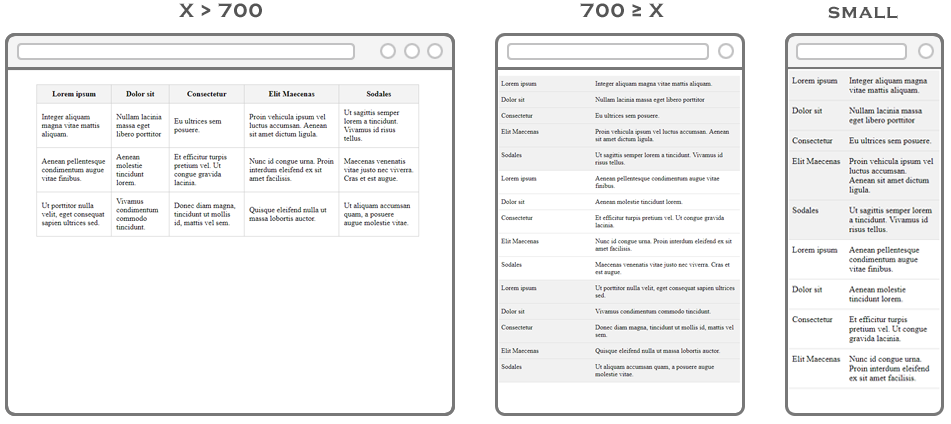 X > 700
700 ≥ X
SMALL
Lorem ipsum Dolor sit Consectetur Elit Maecenas Sodales
Integer aliquam
magna vitae mattis
aliquam.
Nullam lacinia
massa eget
libero porttitor
Eu ultrices sem
posuere.
Proin vehicula ipsum vel
luctus accumsan. Aenean
sit amet dictum ligula.
Ut sagittis semper
lorem a tincidunt.
Vivamus id risus
tellus.
Aenean pellentesque
condimentum augue
vitae finibus.
Aenean
molestie
tincidunt
lorem.
Et efficitur turpis
pretium vel. Ut
congue gravida
lacinia.
Nunc id congue urna. Proin
interdum eleifend ex sit
amet facilisis.
Maecenas venenatis
vitae justo nec viverra.
Cras et est augue.
Ut porttitor nulla
velit, eget consequat
sapien ultrices sed.
Vivamus
condimentum
commodo
tincidunt.
Donec diam magna,
tincidunt ut mollis
id, mattis vel sem.
Quisque eleifend nulla ut
massa lobortis auctor.
Ut aliquam accumsan
quam, a posuere
augue molestie vitae.
Lorem ipsum Integer aliquam magna vitae mattis aliquam.
Dolor sit Nullam lacinia massa eget libero porttitor
Consectetur Eu ultrices sem posuere.
Elit Maecenas Proin vehicula ipsum vel luctus accumsan. Aenean
sit amet dictum ligula.
Sodales Ut sagittis semper lorem a tincidunt. Vivamus id
risus tellus.
Lorem ipsum Aenean pellentesque condimentum augue vitae
finibus.
Dolor sit Aenean molestie tincidunt lorem.
Consectetur Et efficitur turpis pretium vel. Ut congue gravida
lacinia.
Elit Maecenas Nunc id congue urna. Proin interdum eleifend ex sit
amet facilisis.
Sodales Maecenas venenatis vitae justo nec viverra. Cras et
est augue.
Lorem ipsum Ut porttitor nulla velit, eget consequat sapien ultrices
sed.
Dolor sit Vivamus condimentum commodo tincidunt.
Consectetur Donec diam magna, tincidunt ut mollis id, mattis vel
sem.
Elit Maecenas Quisque eleifend nulla ut massa lobortis auctor.
Sodales Ut aliquam accumsan quam, a posuere augue
molestie vitae.
Lorem ipsum Integer aliquam magna
vitae mattis aliquam.
Dolor sit Nullam lacinia massa
eget libero porttitor
Consectetur Eu ultrices sem posuere.
Elit Maecenas Proin vehicula ipsum vel
luctus accumsan.
Aenean sit amet dictum
ligula.
Sodales Ut sagittis semper lorem
a tincidunt. Vivamus id
risus tellus.
Lorem ipsum Aenean pellentesque
condimentum augue
vitae finibus.
Dolor sit Aenean molestie
tincidunt lorem.
Consectetur Et efficitur turpis
pretium vel. Ut congue
gravida lacinia.
Elit Maecenas Nunc id congue urna.
Proin interdum eleifend
ex sit amet facilisis.